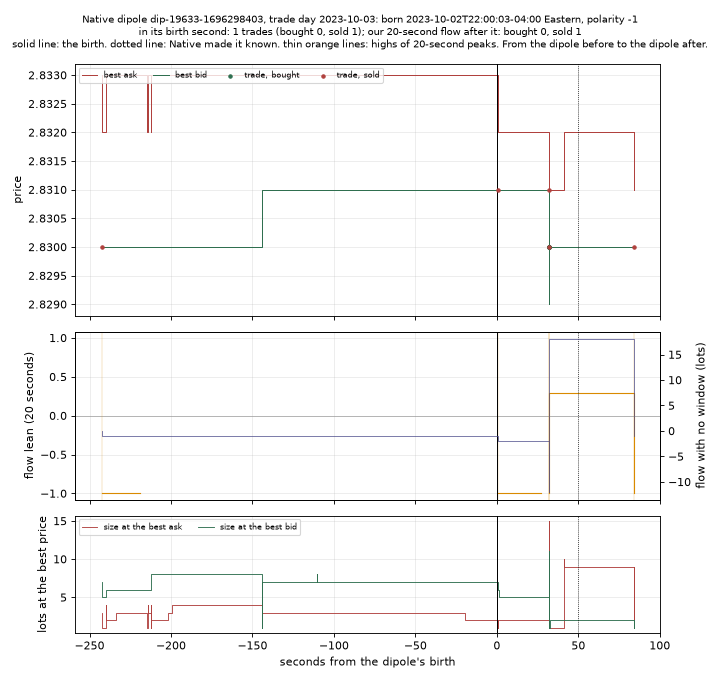 Native dipole dip-19633-1696298403, trade day 2023-10-03: born 2023-10-02T22:00:03-04:00 Eastern, polarity -1
in its birth second: 1 trades (bought 0, sold 1); our 20-second flow after it: bought 0, sold 1
solid line: the birth. dotted line: Native made it known. thin orange lines: highs of 20-second peaks. From the dipole before to the dipole after.
best ask
best bid
trade, bought
trade, sold
2.8330
2.8325
2.8320
2.8315
2.8310
2.8305
2.8300
2.8295
2.8290
price
1.0
0.5
0.0
−0.5
−1.0
flow lean (20 seconds)
15
10
5
0
−5
−10
flow with no window (lots)
size at the best ask
size at the best bid
15
10
5
lots at the best price
−250
−200
−150
−100
−50
0
50
100
seconds from the dipole's birth